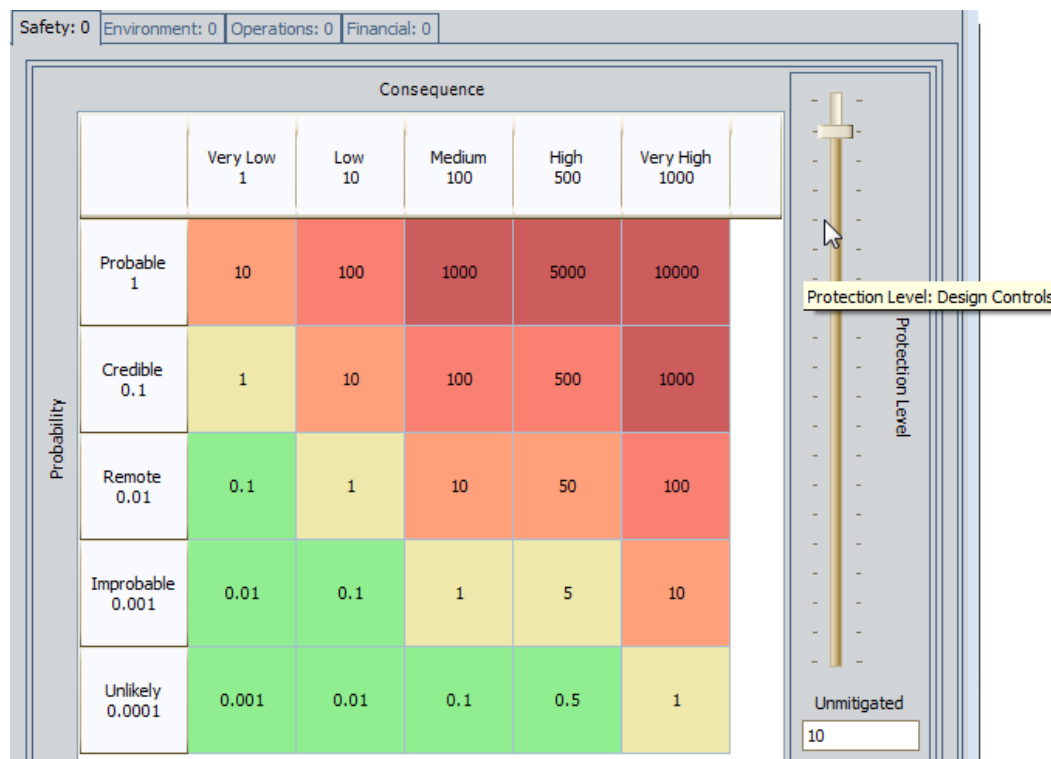 Safety: 0 Environment: 0 Operations: 0 Financial: 0
Consequence
Very Low Low Medium High Very High
1 10 100 500 1000
Probable
1
10 100 1000 5000 10000
Credible
0.1
1 10 100 500 1000
Remote
0.01
0.1 1 10 50 100
Improbable
0.001
0.01 0.1 1 5 10
Unlikely
0.0001
0.001 0.01 0.1 0.5 1
Probability
Protection Level: Design Controls
Protection Level
Unmitigated
10